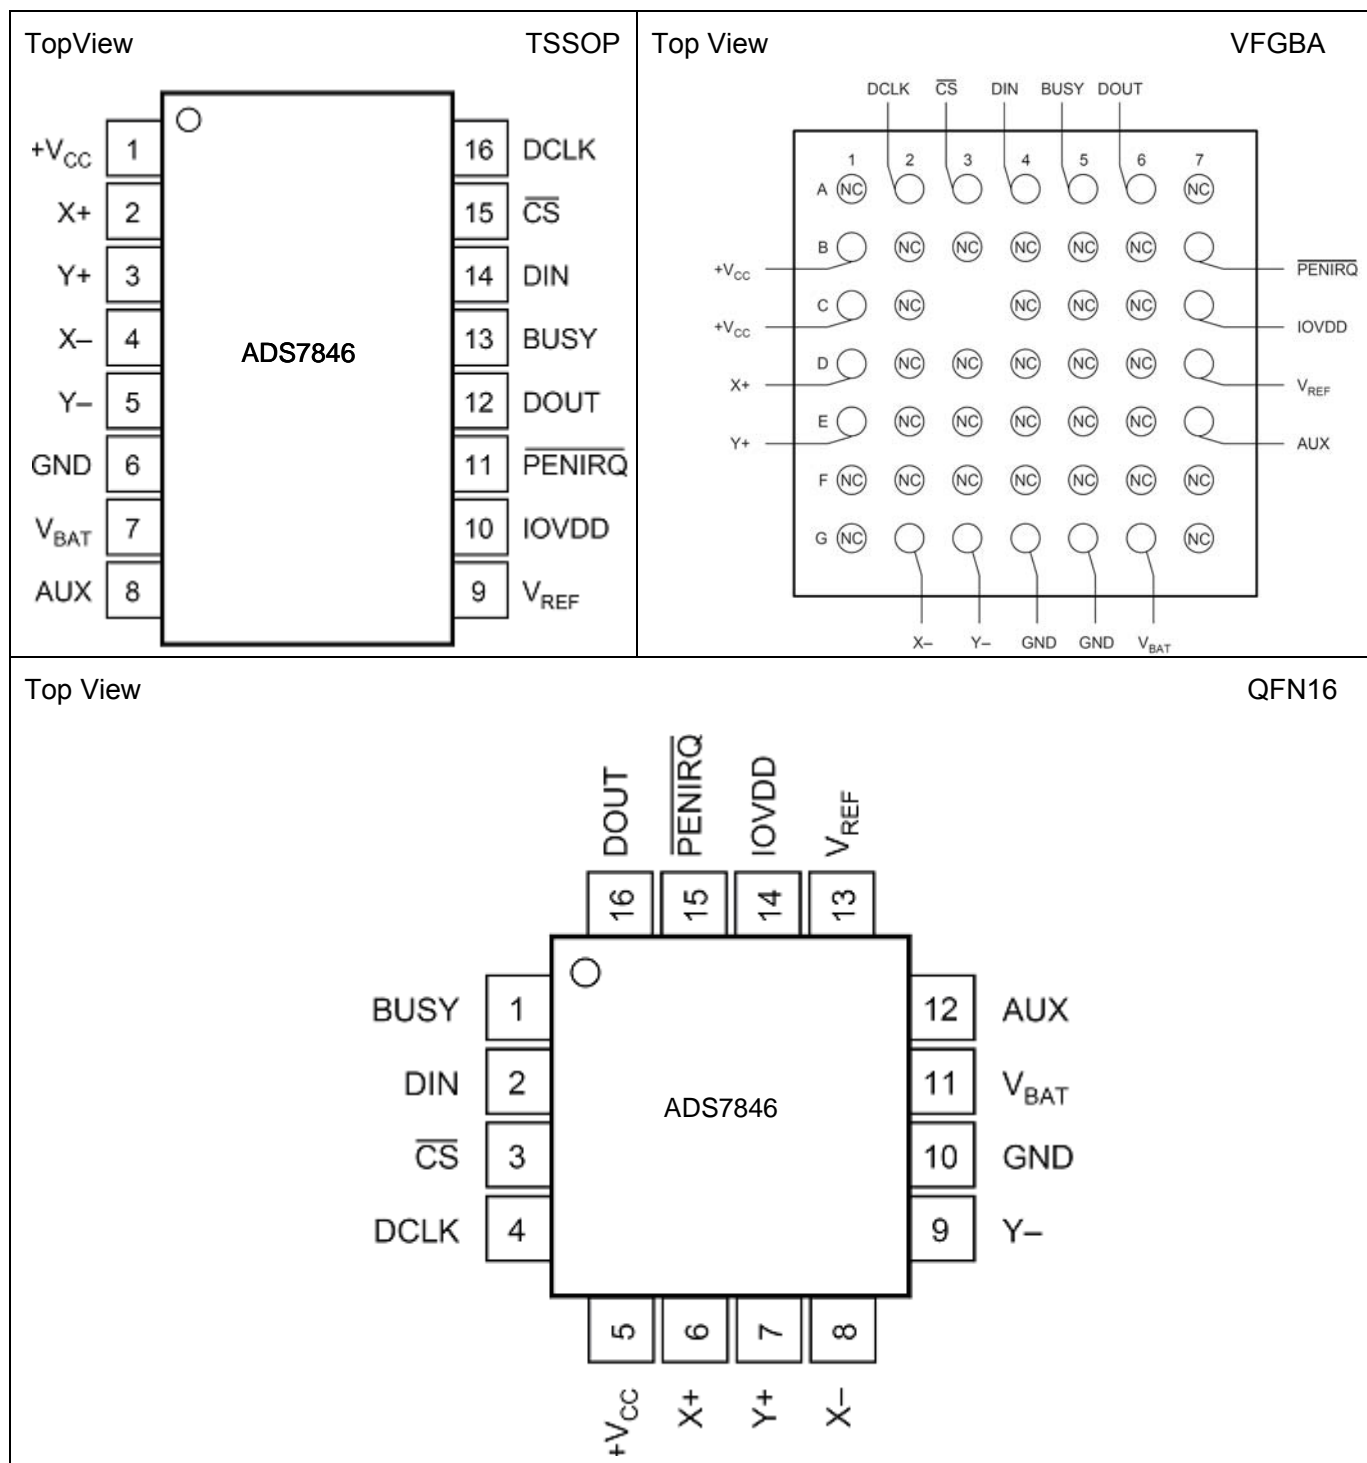 TopView TSSOP
+VCC 1 16 DCLK
X+ 2 15 CS
Y+ 3 14 DIN
X– 4 13 BUSY
ADS7846
Y– 5 12 DOUT
GND 6 11 PENIRQ
VBAT 7 10 IOVDD
AUX 8 9 VREF
Top View VFGBA
DCLK CS DIN BUSY DOUT
1 2 3 4 5 6 7
A NC NC
B NC NC NC NC NC
+VCC PENIRQ
C NC NC NC NC
+VCC IOVDD
D NC NC NC NC NC
X+ VREF
E NC NC NC NC NC
Y+ AUX
F NC NC NC NC NC NC NC
G NC NC
X– Y– GND GND VBAT
Top View QFN16
DOUT PENIRQ IOVDD VREF
16 15 14 13
BUSY 1 12 AUX
DIN 2 11 VBAT
ADS7846
CS 3 10 GND
DCLK 4 9 Y–
5 6 7 8
+VCC X+ Y+ X–